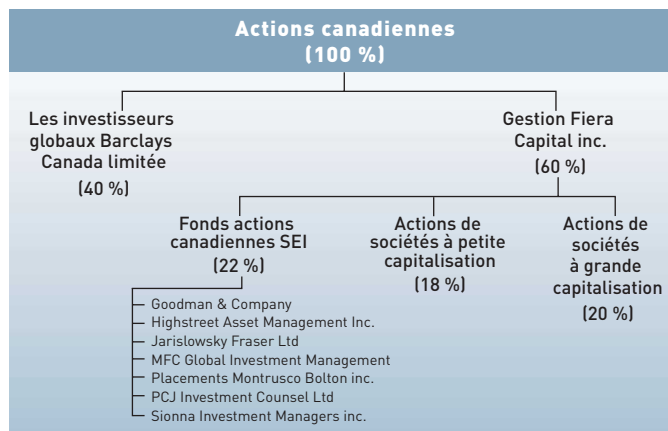 Actions canadiennes
(100 %)
Les investisseurs
globaux Barclays
Canada limitée
(40 %)
Gestion Fiera
Capital inc.
(60 %)
Fonds actions
canadiennes SEI
(22 %)
Actions de
sociétés à petite
capitalisation
(18 %)
Actions de
sociétés
à grande
capitalisation
(20 %)
Goodman & Company
Highstreet Asset Management Inc.
Jarislowsky Fraser Ltd
MFC Global Investment Management
Placements Montrusco Bolton inc.
PCJ Investment Counsel Ltd
Sionna Investment Managers inc.